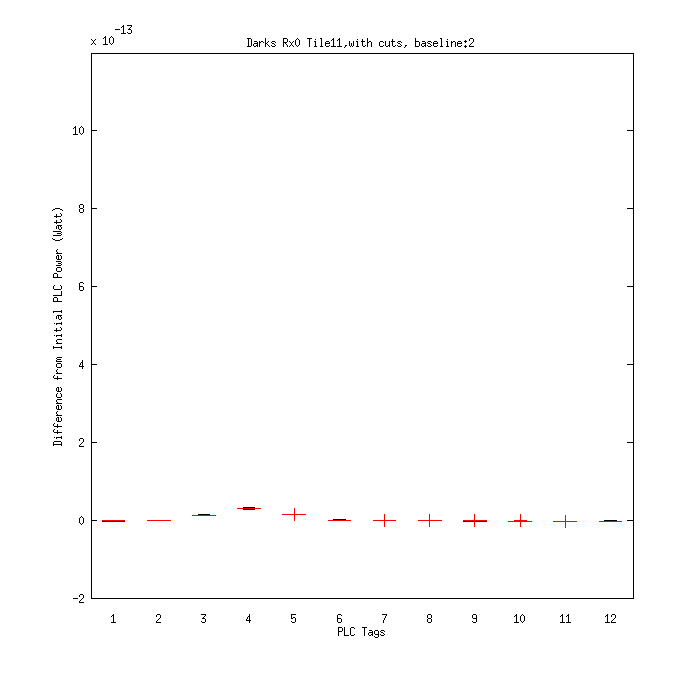 x 10 -13
Darks Rx0 Tile11,with cuts, baseline:2
10
8
6
4
2
0
-2
Difference from Initial PLC Power (Watt)
1 2 3 4 5 6 7 8 9 10 11 12
PLC Tags